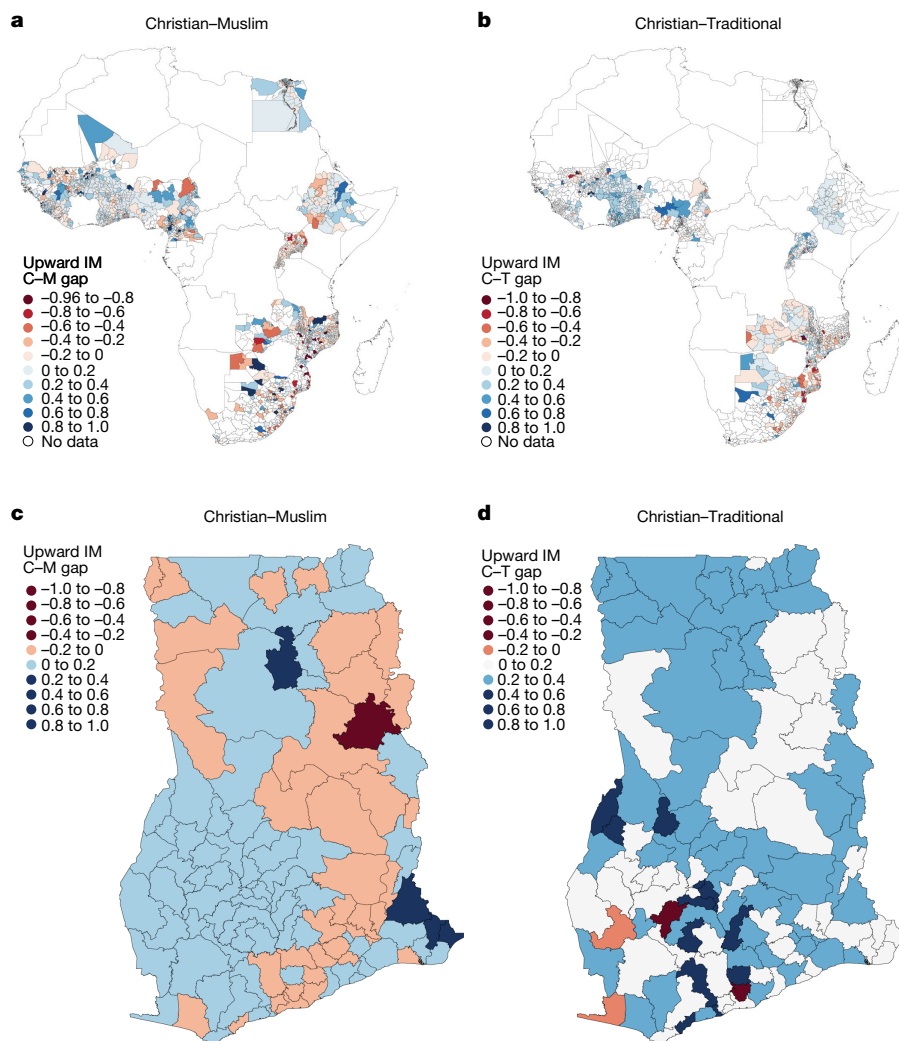 a
Christian–Muslim
Upward IM
C–M gap
–0.96 to –0.8
–0.8 to –0.6
–0.6 to –0.4
–0.4 to –0.2
–0.2 to 0
0 to 0.2
0.2 to 0.4
0.4 to 0.6
0.6 to 0.8
0.8 to 1.0
No data
b
Christian–Traditional
Upward IM
C–T gap
–1.0 to –0.8
–0.8 to –0.6
–0.6 to –0.4
–0.4 to –0.2
–0.2 to 0
0 to 0.2
0.2 to 0.4
0.4 to 0.6
0.6 to 0.8
0.8 to 1.0
No data
c
Christian–Muslim
Upward IM
C–M gap
–1.0 to –0.8
–0.8 to –0.6
–0.6 to –0.4
–0.4 to –0.2
–0.2 to 0
0 to 0.2
0.2 to 0.4
0.4 to 0.6
0.6 to 0.8
0.8 to 1.0
d
Christian–Traditional
Upward IM
C–T gap
–1.0 to –0.8
–0.8 to –0.6
–0.6 to –0.4
–0.4 to –0.2
–0.2 to 0
0 to 0.2
0.2 to 0.4
0.4 to 0.6
0.6 to 0.8
0.8 to 1.0